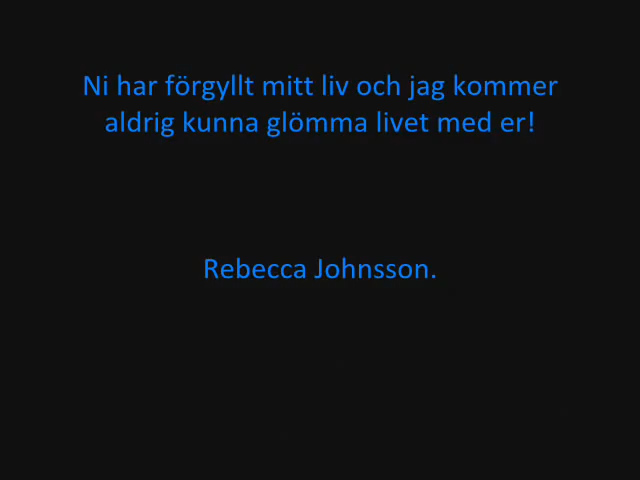 Ni har förgyllt mitt liv och jag kommer
aldrig kunna glömma livet med er!
Rebecca Johnsson.